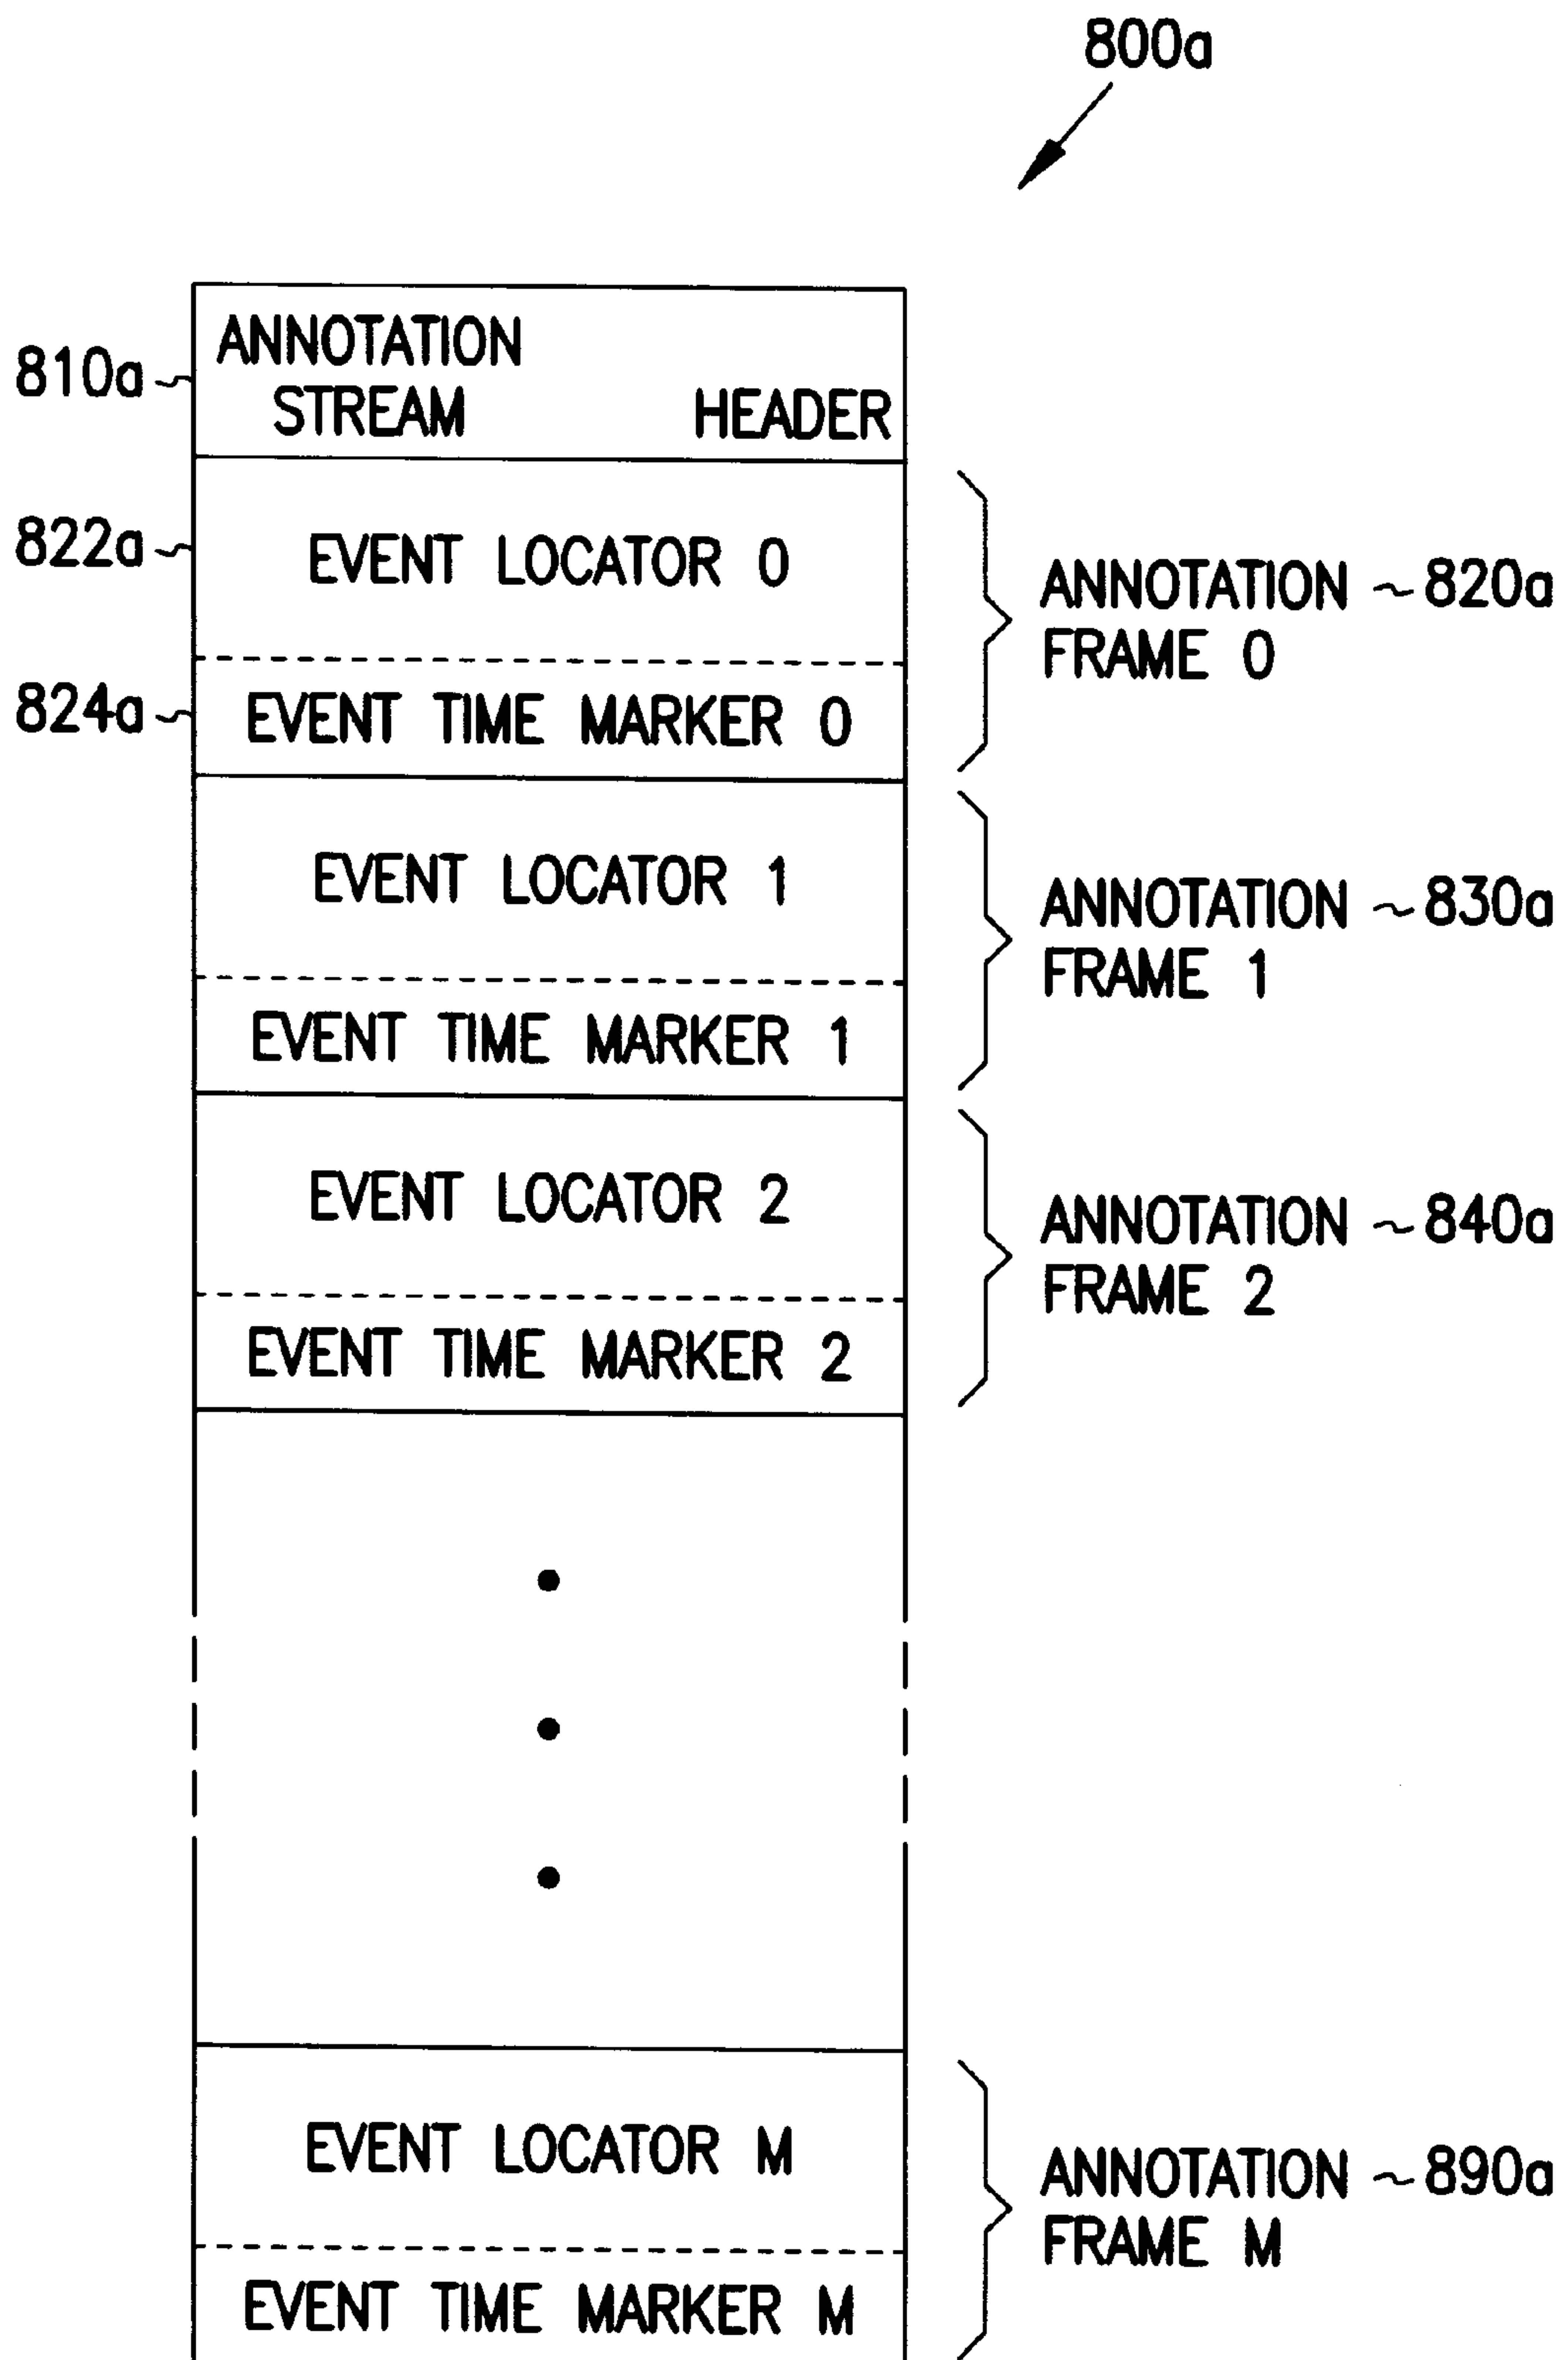 800a
810a
ANNOTATION
STREAM HEADER
822a
EVENT LOCATOR 0
824a
EVENT TIME MARKER 0
ANNOTATION 820a
FRAME 0
EVENT LOCATOR 1
EVENT TIME MARKER 1
ANNOTATION 830a
FRAME 1
EVENT LOCATOR 2
EVENT TIME MARKER 2
ANNOTATION 840a
FRAME 2
EVENT LOCATOR M
EVENT TIME MARKER M
ANNOTATION 890a
FRAME M